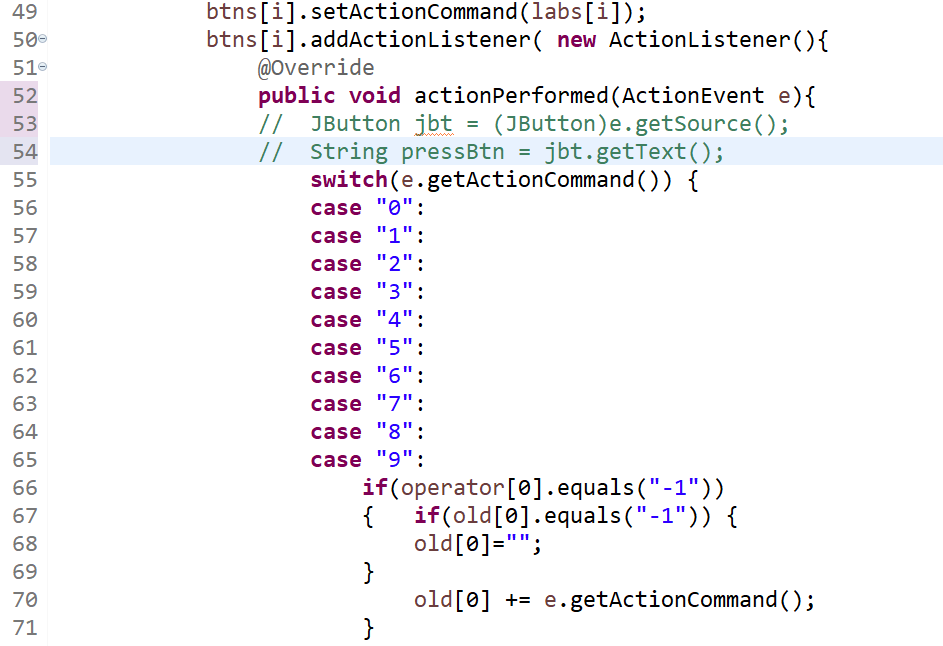 49 btns[i].setActionCommand(labs[i]);
50 btns[i].addActionListener( new ActionListener(){
51 @Override
52 public void actionPerformed(ActionEvent e){
53 //  JButton jbt = (JButton)e.getSource();
54 //  String pressBtn = jbt.getText();
55 switch(e.getActionCommand()) {
56 case "0":
57 case "1":
58 case "2":
59 case "3":
60 case "4":
61 case "5":
62 case "6":
63 case "7":
64 case "8":
65 case "9":
66 if(operator[0].equals("-1"))
67 {   if(old[0].equals("-1")) {
68 old[0]="";
69 }
70 old[0] += e.getActionCommand();
71 }